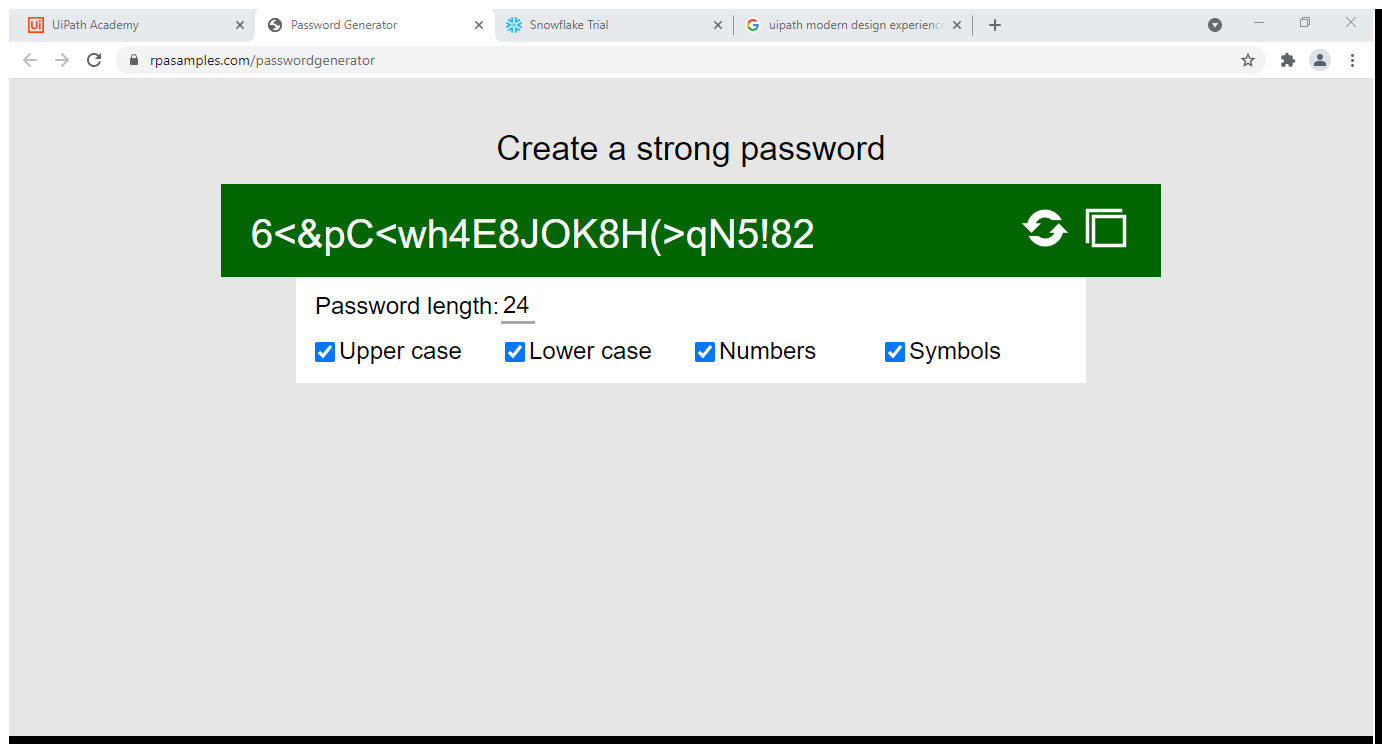 UiPath Academy
Password Generator
Snowflake Trial
uipath modern design experience
rpasamples.com/passwordgenerator
Create a strong password
6<&pC<wh4E8JOK8H(>qN5!82
Password length: 24
Upper case
Lower case
Numbers
Symbols